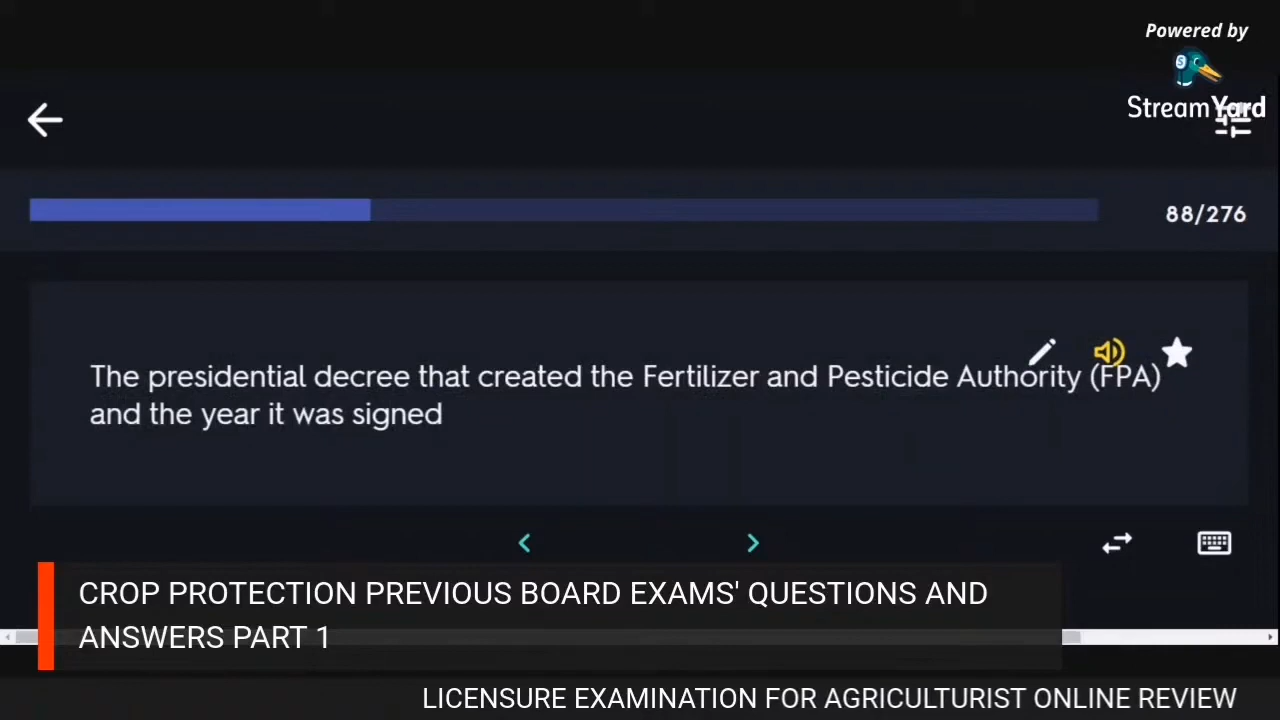 Powered by
StreamYard
88/276
The presidential decree that created the Fertilizer and Pesticide Authority (FPA)
and the year it was signed
CROP PROTECTION PREVIOUS BOARD EXAMS' QUESTIONS AND
ANSWERS PART 1
LICENSURE EXAMINATION FOR AGRICULTURIST ONLINE REVIEW